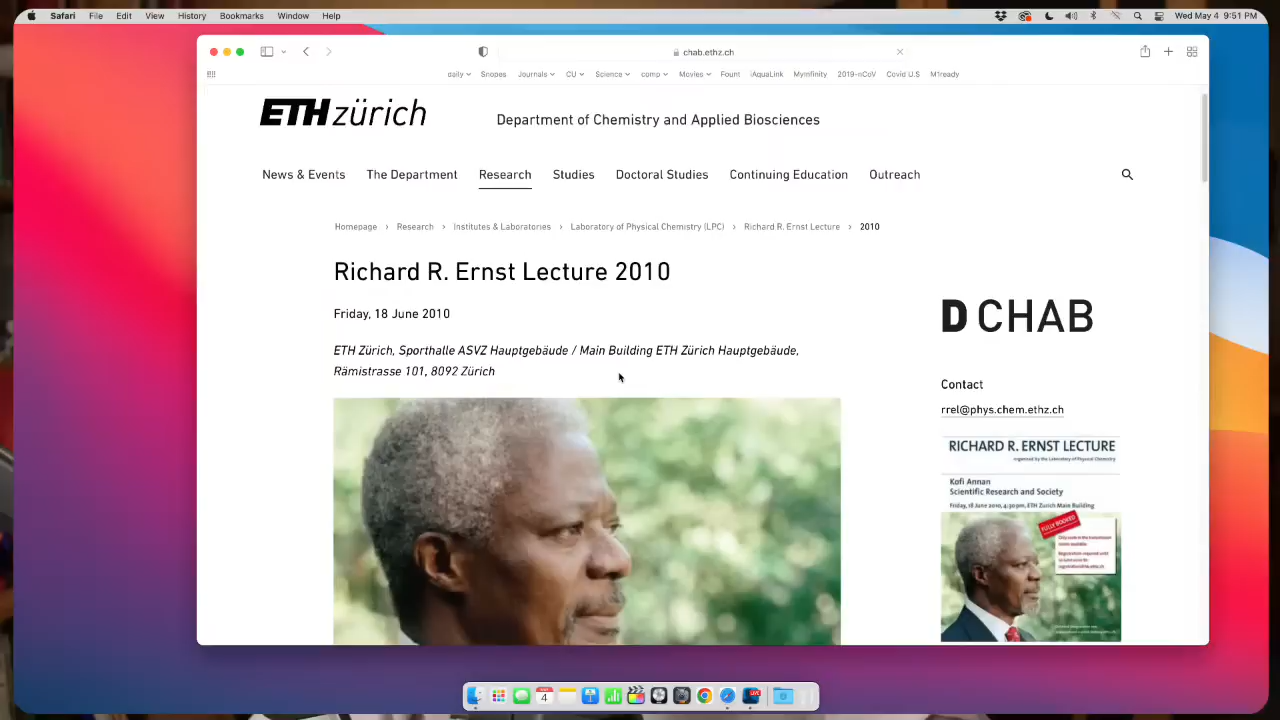 Safari File Edit View History Bookmarks Window Help Wed May 4 9:51 PM
chab.ethz.ch
daily Snopes Journals CU Science comp Movies Fount iAquaLink Myinfinity 2019-nCoV Covid U.S M1ready
ETH zürich
Department of Chemistry and Applied Biosciences
News & Events The Department Research Studies Doctoral Studies Continuing Education Outreach
Homepage › Research › Institutes & Laboratories › Laboratory of Physical Chemistry (LPC) › Richard R. Ernst Lecture › 2010
Richard R. Ernst Lecture 2010
Friday, 18 June 2010
ETH Zürich, Sporthalle ASVZ Hauptgebäude / Main Building ETH Zürich Hauptgebäude,
Rämistrasse 101, 8092 Zürich
D CHAB
Contact
rrel@phys.chem.ethz.ch
RICHARD R. ERNST LECTURE
organized by the Laboratory of Physical Chemistry
Kofi Annan
Scientific Research and Society
Friday, 18 June 2010, 4:30 pm, ETH Zurich Main Building
FULLY BOOKED
4
LIVE